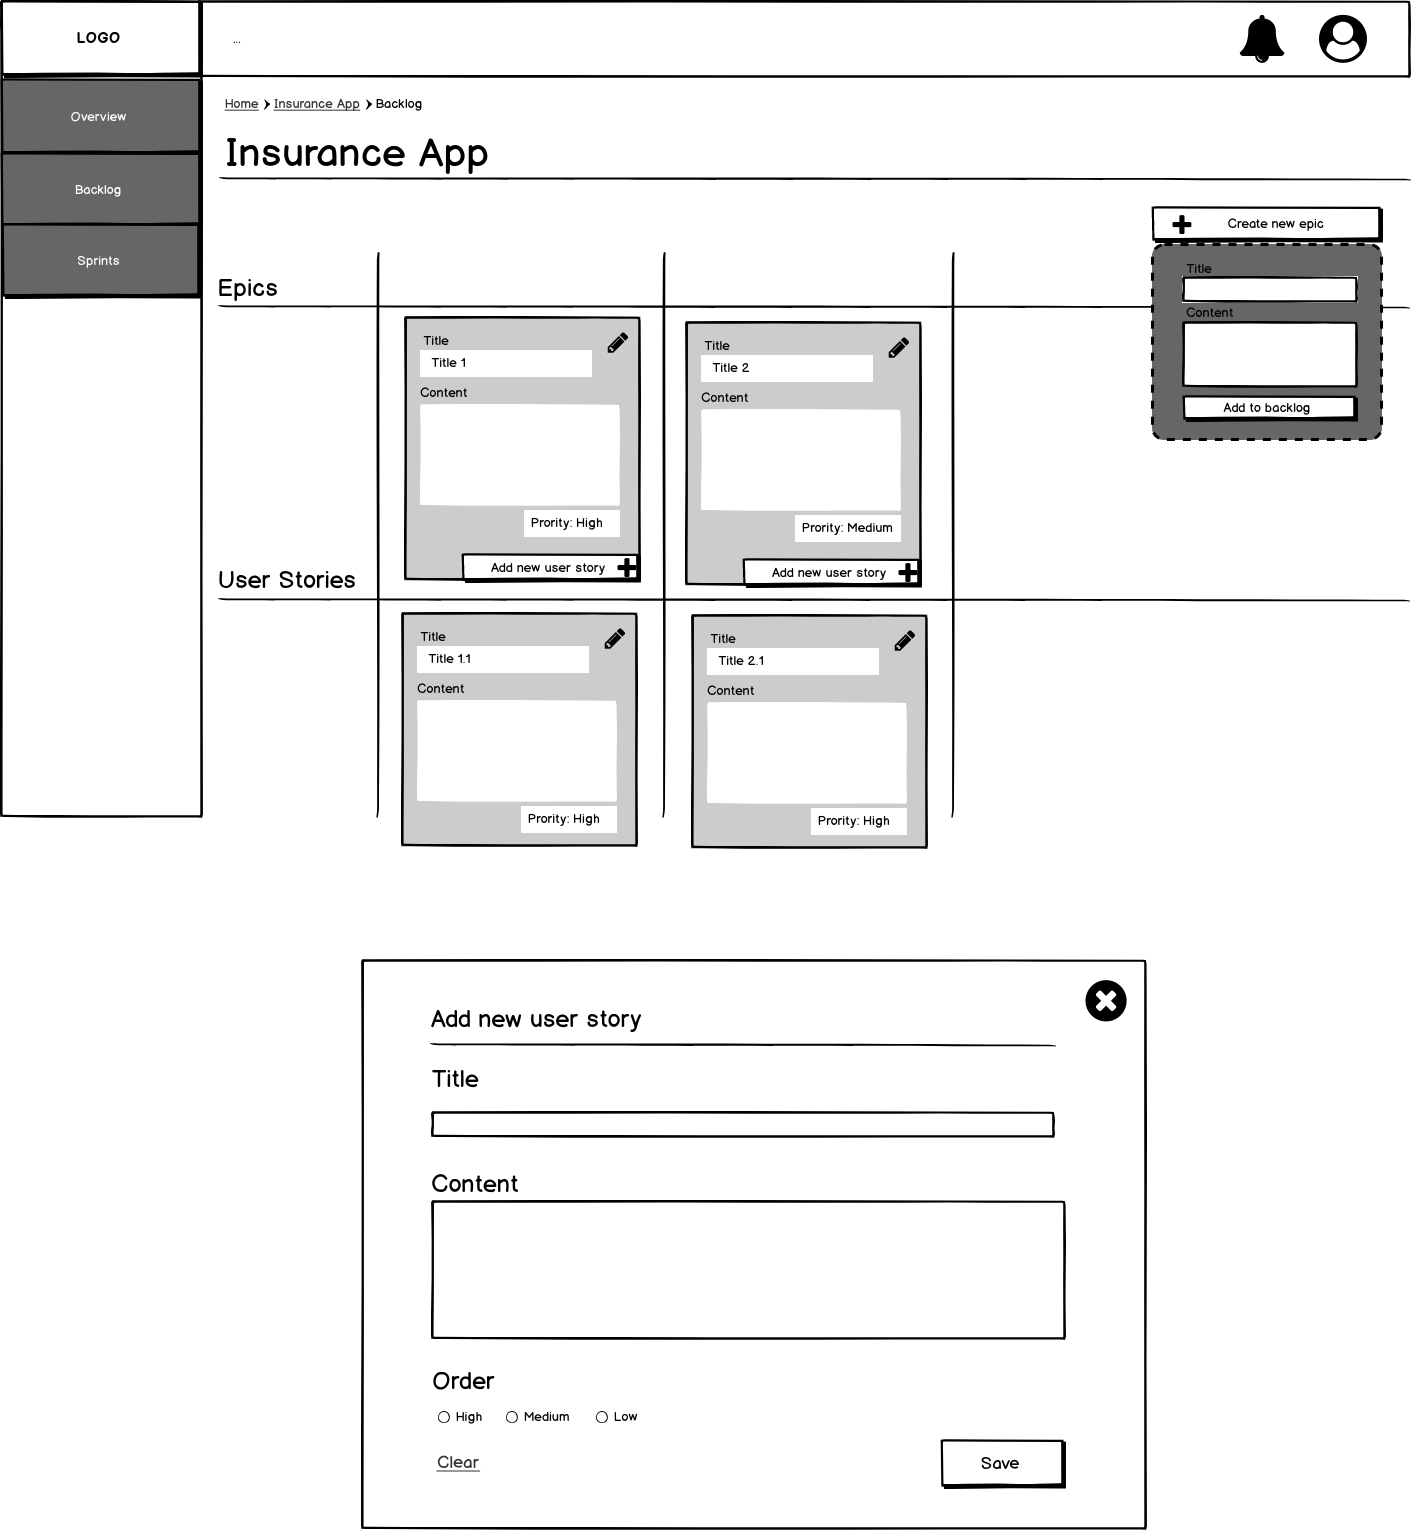 LOGO
...
Overview
Backlog
Sprints
Home Insurance App Backlog
Insurance App
Create new epic
Title
Content
Add to backlog
Epics
Title
Title 1
Content
Prority: High
Add new user story
Title
Title 2
Content
Prority: Medium
Add new user story
User Stories
Title
Title 1.1
Content
Prority: High
Title
Title 2.1
Content
Prority: High
Add new user story
Title
Content
Order
High Medium Low
Clear
Save